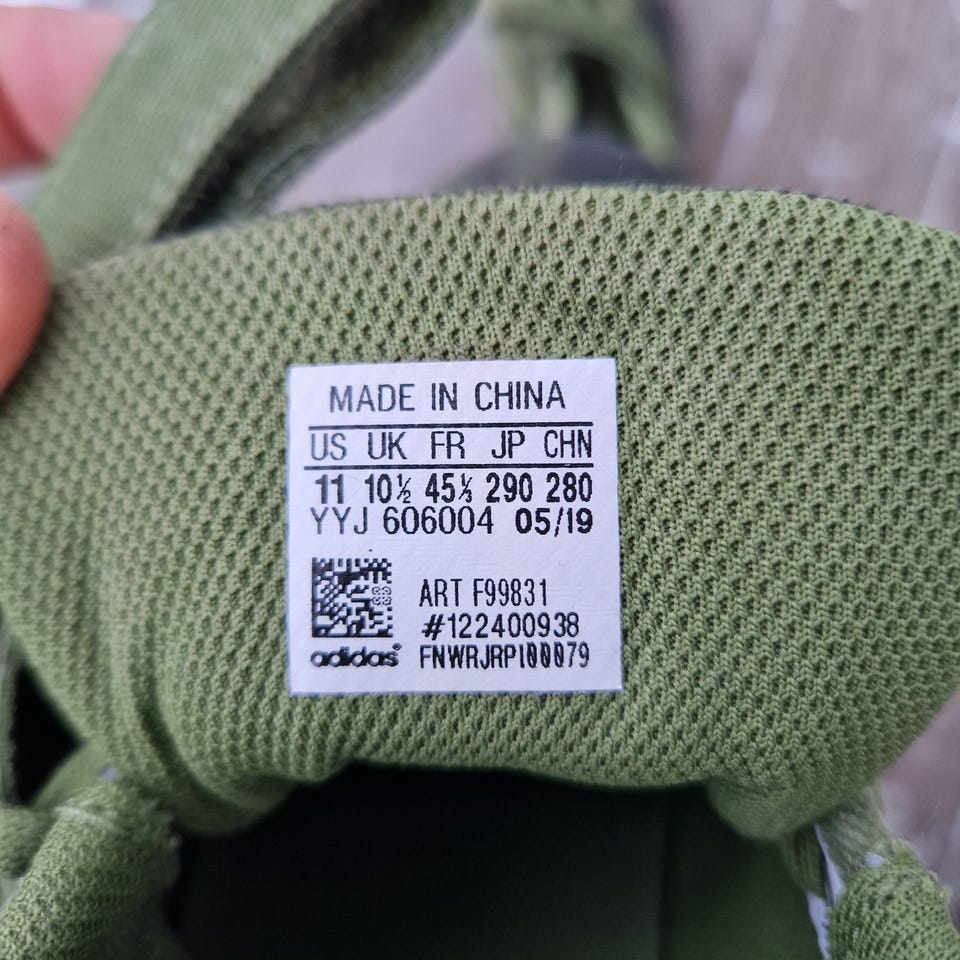 MADE IN CHINA
US UK FR JP CHN
11 10½ 45⅓ 290 280
YYJ 606004 05/19
ART F99831
#122400938
adidas® FNWRJRPI00079